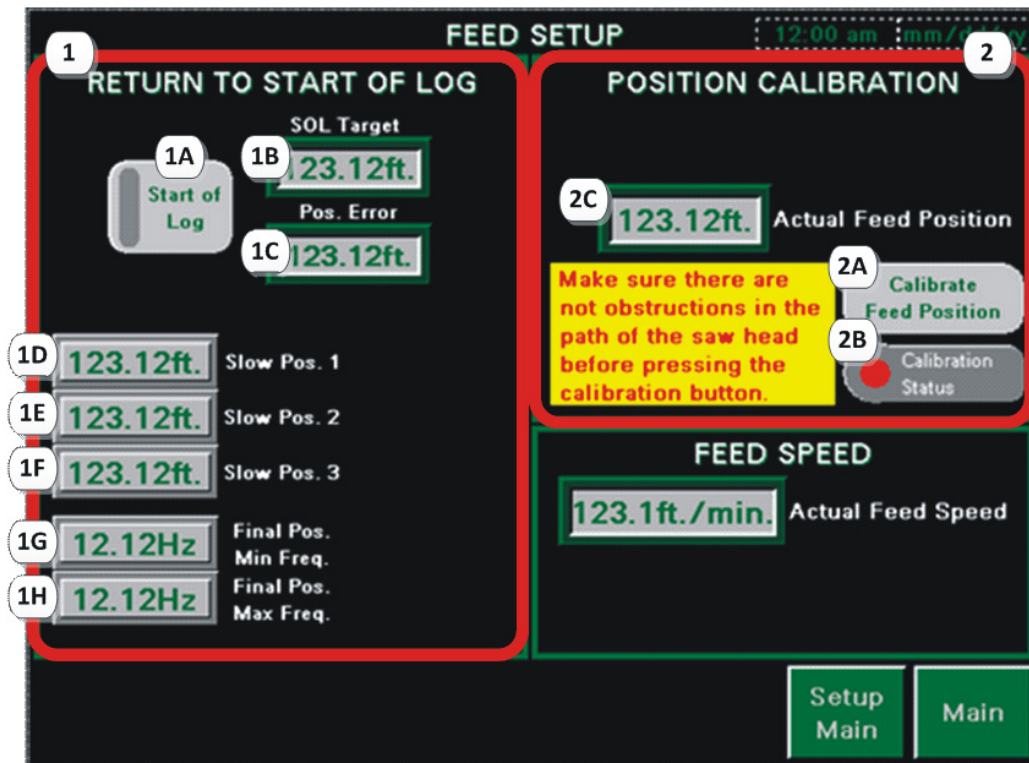 FEED SETUP
12:00 am
mm/dd/yy
1
RETURN TO START OF LOG
1A
Start of
Log
SOL Target
1B
123.12ft.
Pos. Error
1C
123.12ft.
1D
123.12ft.
Slow Pos. 1
1E
123.12ft.
Slow Pos. 2
1F
123.12ft.
Slow Pos. 3
1G
12.12Hz
Final Pos.
Min Freq.
1H
12.12Hz
Final Pos.
Max Freq.
2
POSITION CALIBRATION
2C
123.12ft.
Actual Feed Position
Make sure there are
not obstructions in the
path of the saw head
before pressing the
calibration button.
2A
Calibrate
Feed Position
2B
Calibration
Status
FEED SPEED
123.1ft./min.
Actual Feed Speed
Setup
Main
Main